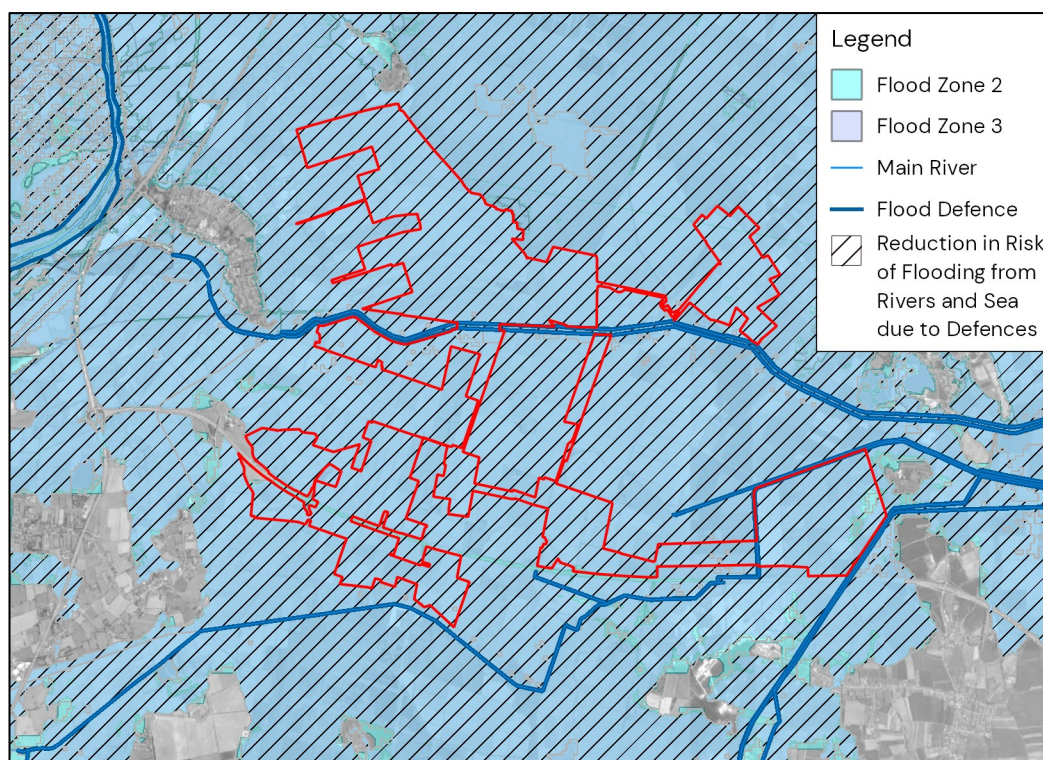 Legend
Flood Zone 2
Flood Zone 3
Main River
Flood Defence
Reduction in Risk
of Flooding from
Rivers and Sea
due to Defences